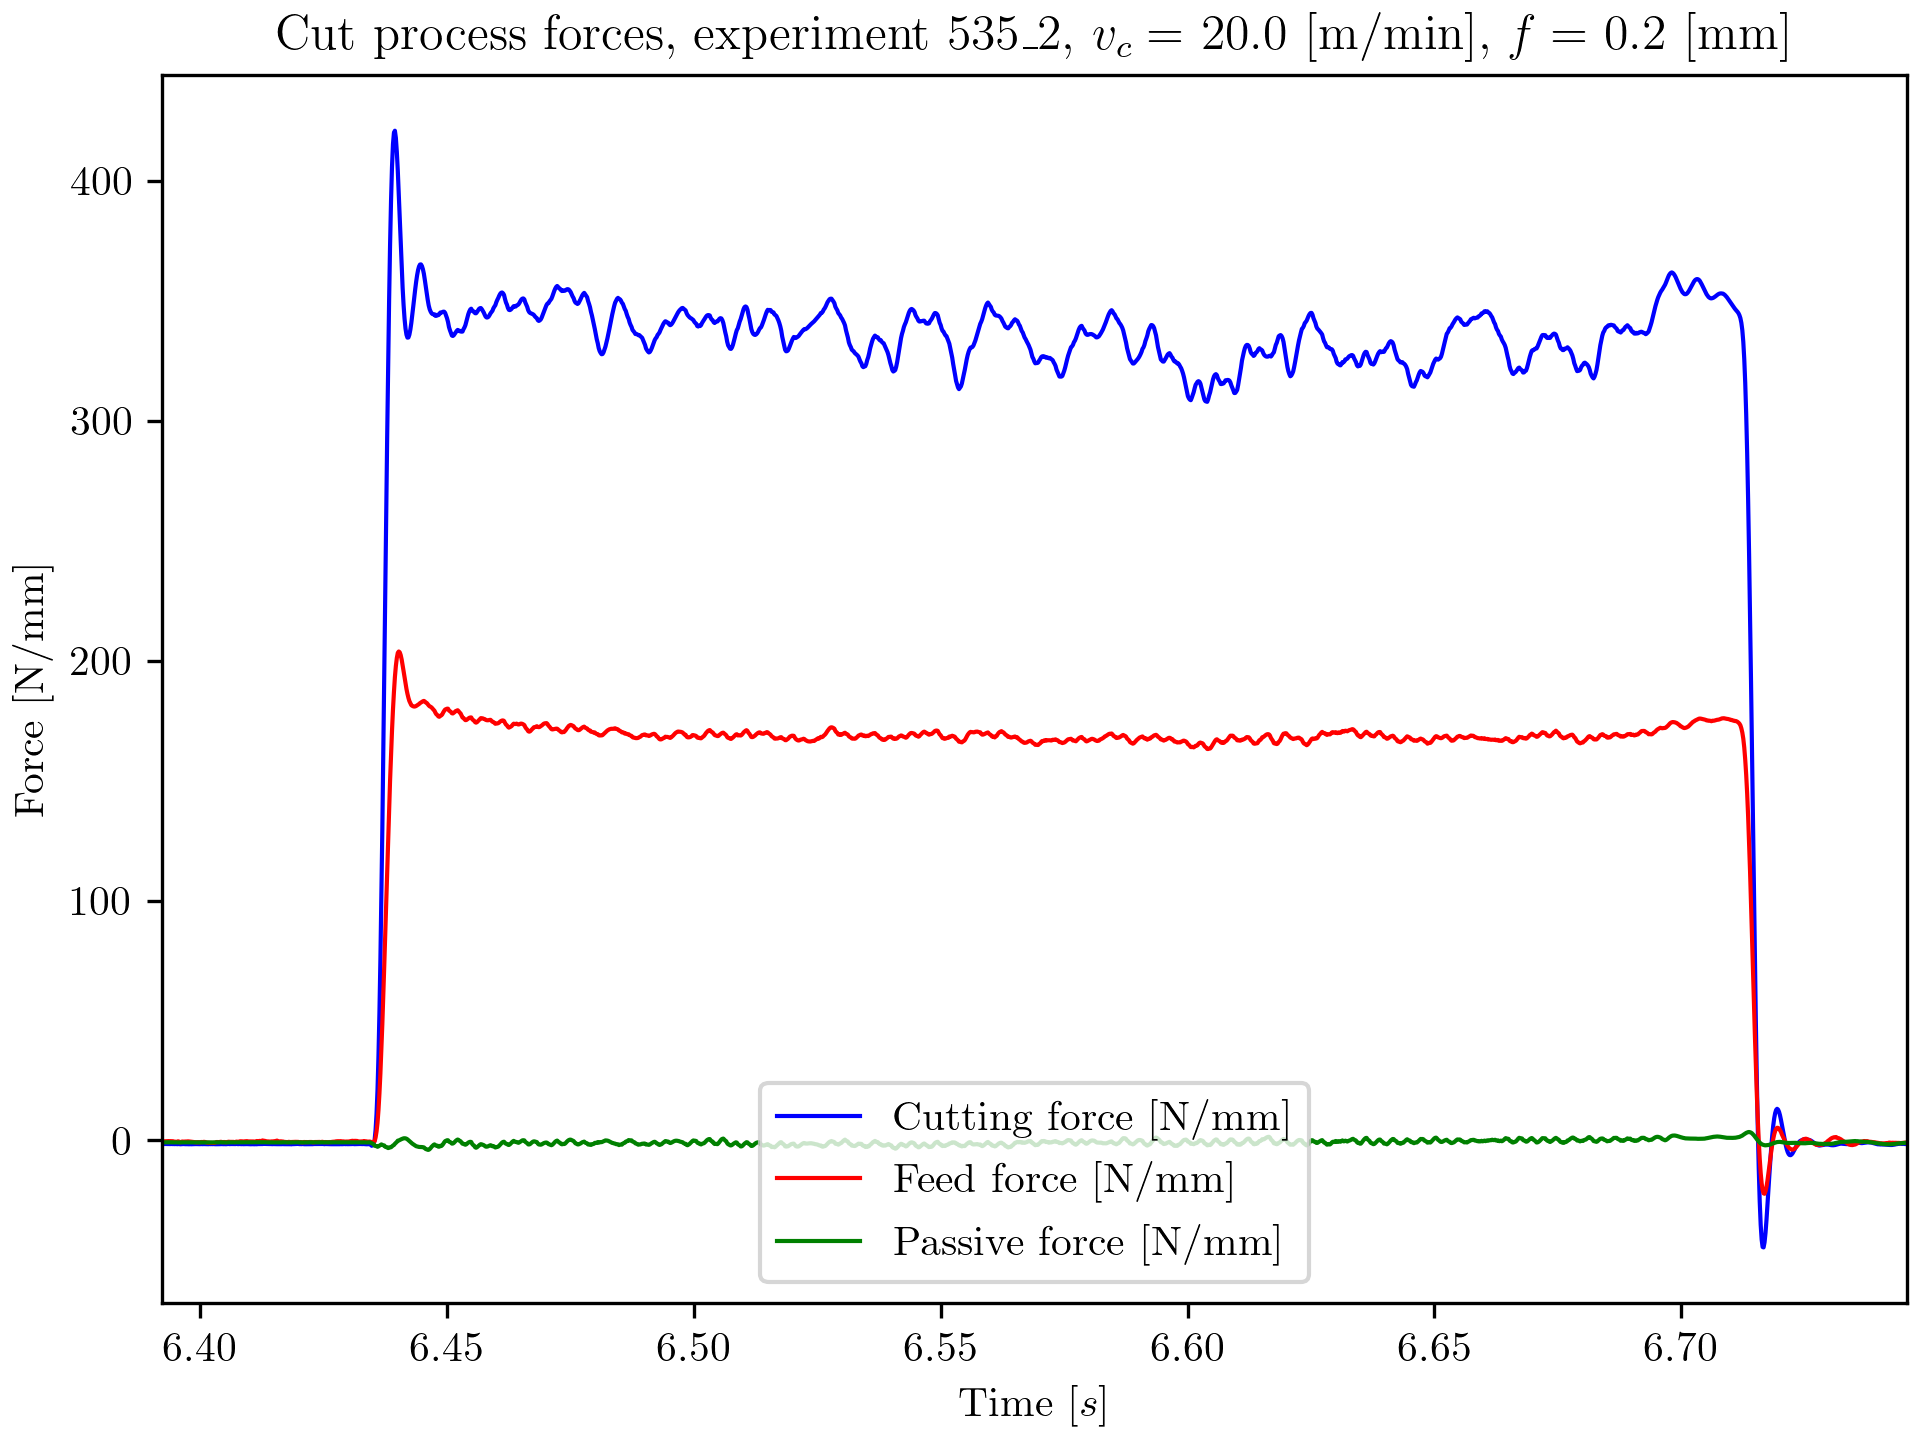 Cut process forces, experiment 535_2, v_c = 20.0 [m/min], f = 0.2 [mm]
400
300
200
100
0
Force [N/mm]
Cutting force [N/mm]
Feed force [N/mm]
Passive force [N/mm]
6.40 6.45 6.50 6.55 6.60 6.65 6.70
Time [s]